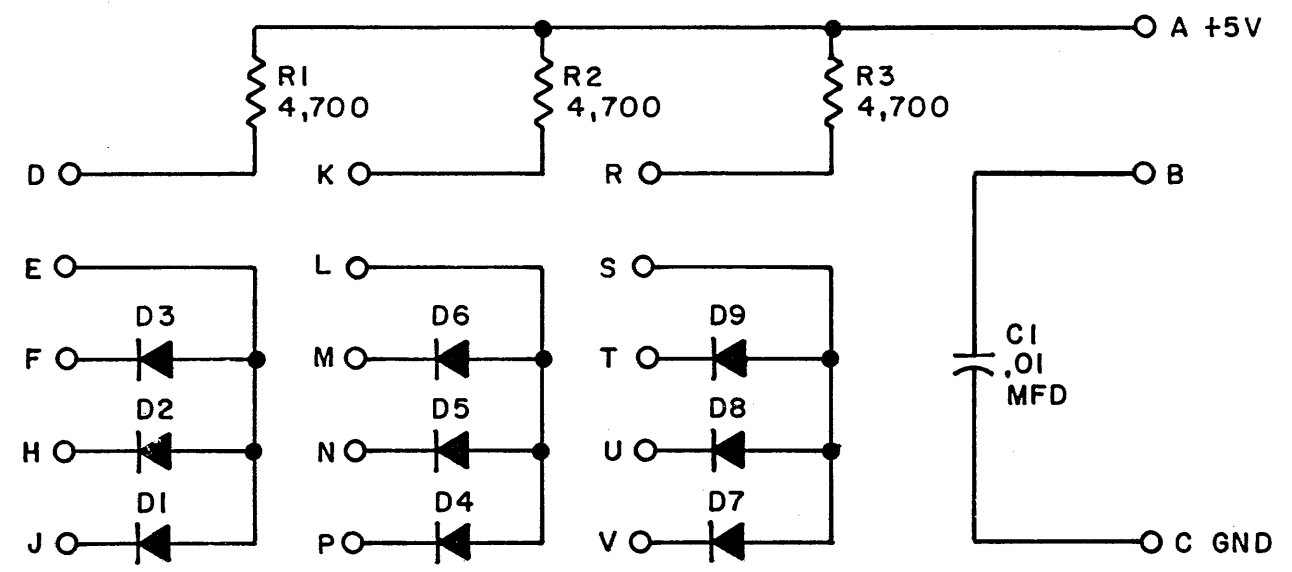 A +5V
R1
4,700
R2
4,700
R3
4,700
D
K
R
B
E
L
S
D3
D6
D9
F
M
T
C1
.01
MFD
D2
D5
D8
H
N
U
D1
D4
D7
J
P
V
C GND